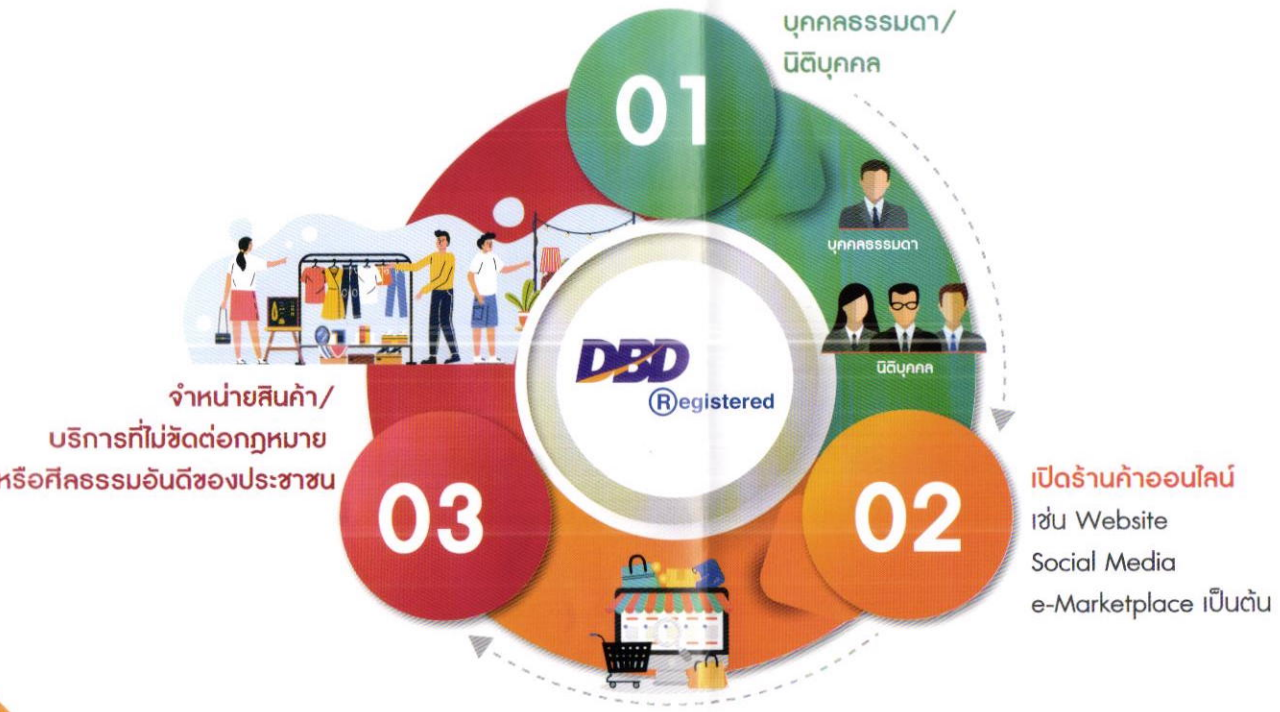 01
บุคคลธรรมดา/
นิติบุคคล
บุคคลธรรมดา
นิติบุคคล
DBD
Registered
02
เปิดร้านค้าออนไลน์
เช่น Website
Social Media
e-Marketplace เป็นต้น
03
จำหน่ายสินค้า/
บริการที่ไม่ขัดต่อกฎหมาย
หรือศีลธรรมอันดีของประชาชน